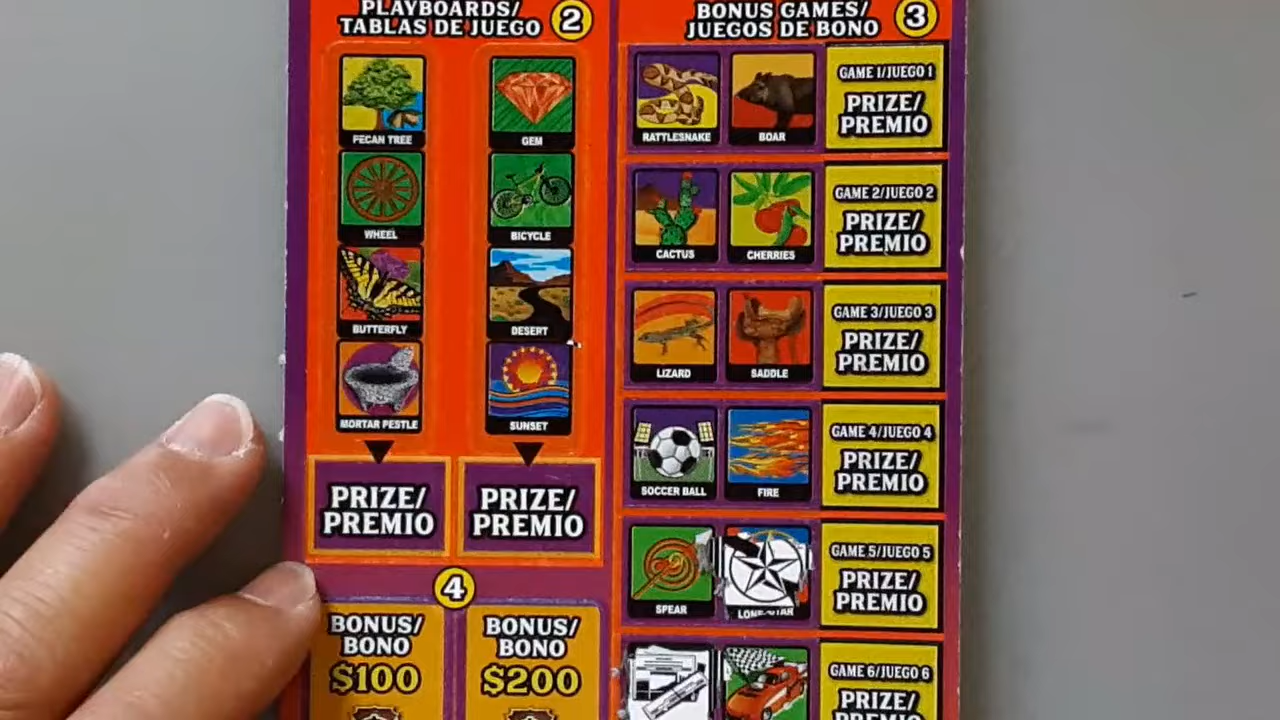 PLAYBOARDS/
TABLAS DE JUEGO
2
PECAN TREE
GEM
WHEEL
BICYCLE
BUTTERFLY
DESERT
MORTAR PESTLE
SUNSET
PRIZE/
PREMIO
PRIZE/
PREMIO
4
BONUS/
BONO
$100
BONUS/
BONO
$200
BONUS GAMES/
JUEGOS DE BONO
3
RATTLESNAKE
BOAR
GAME 1/JUEGO 1
PRIZE/
PREMIO
CACTUS
CHERRIES
GAME 2/JUEGO 2
PRIZE/
PREMIO
LIZARD
SADDLE
GAME 3/JUEGO 3
PRIZE/
PREMIO
SOCCER BALL
FIRE
GAME 4/JUEGO 4
PRIZE/
PREMIO
SPEAR
LONE STAR
GAME 5/JUEGO 5
PRIZE/
PREMIO
GAME 6/JUEGO 6
PRIZE/
PREMIO